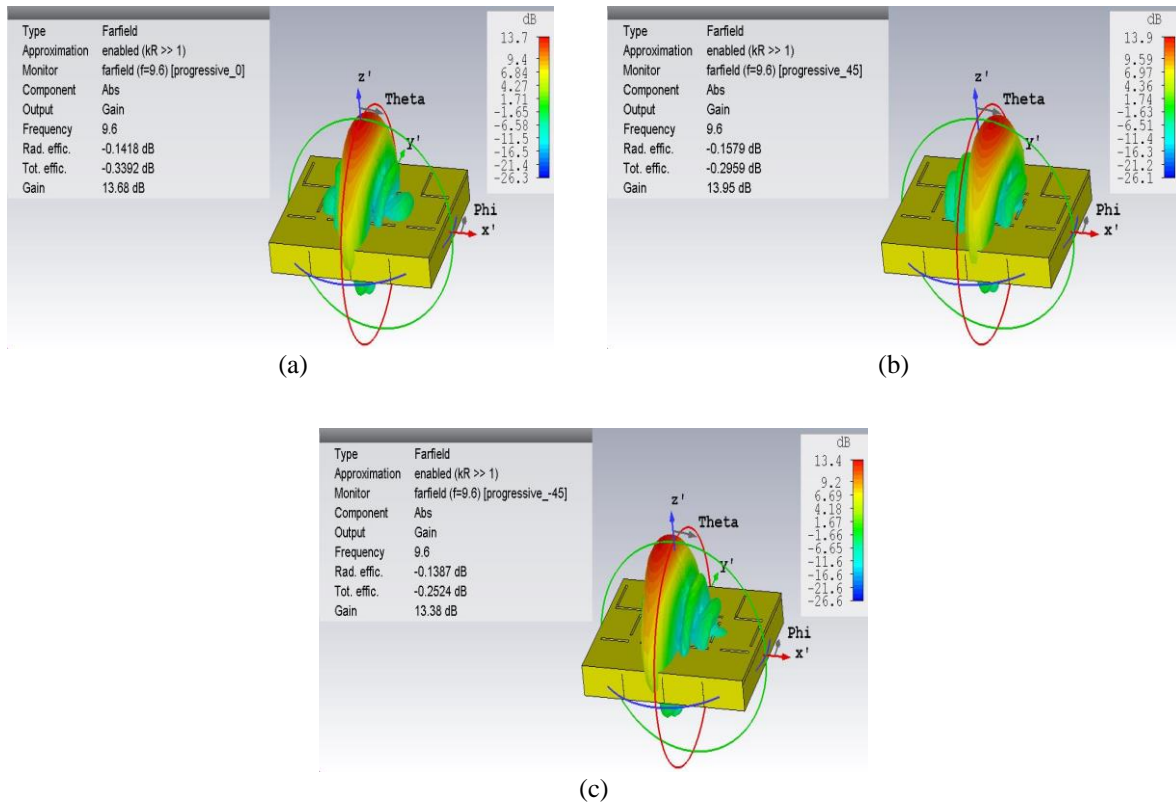 Type Farfield
Approximation enabled (kR >> 1)
Monitor farfield (f=9.6) [progressive_0]
Component Abs
Output Gain
Frequency 9.6
Rad. effic. -0.1418 dB
Tot. effic. -0.3392 dB
Gain 13.68 dB
dB
13.7
9.4
6.84
4.27
1.71
-1.65
-6.58
-11.5
-16.5
-21.4
-26.3
z'
Theta
Y'
Phi
x'
(a)
Type Farfield
Approximation enabled (kR >> 1)
Monitor farfield (f=9.6) [progressive_45]
Component Abs
Output Gain
Frequency 9.6
Rad. effic. -0.1579 dB
Tot. effic. -0.2959 dB
Gain 13.95 dB
dB
13.9
9.59
6.97
4.36
1.74
-1.63
-6.51
-11.4
-16.3
-21.2
-26.1
z'
Theta
Y'
Phi
x'
(b)
Type Farfield
Approximation enabled (kR >> 1)
Monitor farfield (f=9.6) [progressive_-45]
Component Abs
Output Gain
Frequency 9.6
Rad. effic. -0.1387 dB
Tot. effic. -0.2524 dB
Gain 13.38 dB
dB
13.4
9.2
6.69
4.18
1.67
-1.66
-6.65
-11.6
-16.6
-21.6
-26.6
z'
Theta
Y'
Phi
x'
(c)